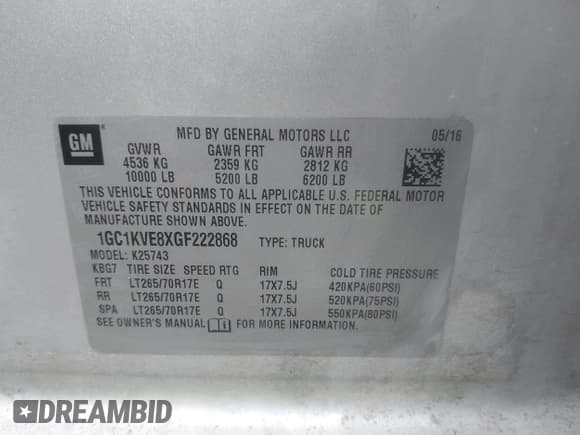 GM
MFD BY GENERAL MOTORS LLC 05/16
GVWR GAWR FRT GAWR RR
4536 KG 2359 KG 2812 KG
10000 LB 5200 LB 6200 LB
THIS VEHICLE CONFORMS TO ALL APPLICABLE U.S. FEDERAL MOTOR
VEHICLE SAFETY STANDARDS IN EFFECT ON THE DATE OF
MANUFACTURE SHOWN ABOVE.
1GC1KVE8XGF222868 TYPE: TRUCK
MODEL: K25743
KBG7 TIRE SIZE SPEED RTG RIM COLD TIRE PRESSURE
FRT LT265/70R17E Q 17X7.5J 420KPA(60PSI)
RR LT265/70R17E Q 17X7.5J 520KPA(75PSI)
SPA LT265/70R17E Q 17X7.5J 550KPA(80PSI)
SEE OWNER'S MANUAL FOR MORE INFORMATION.
DREAMBID